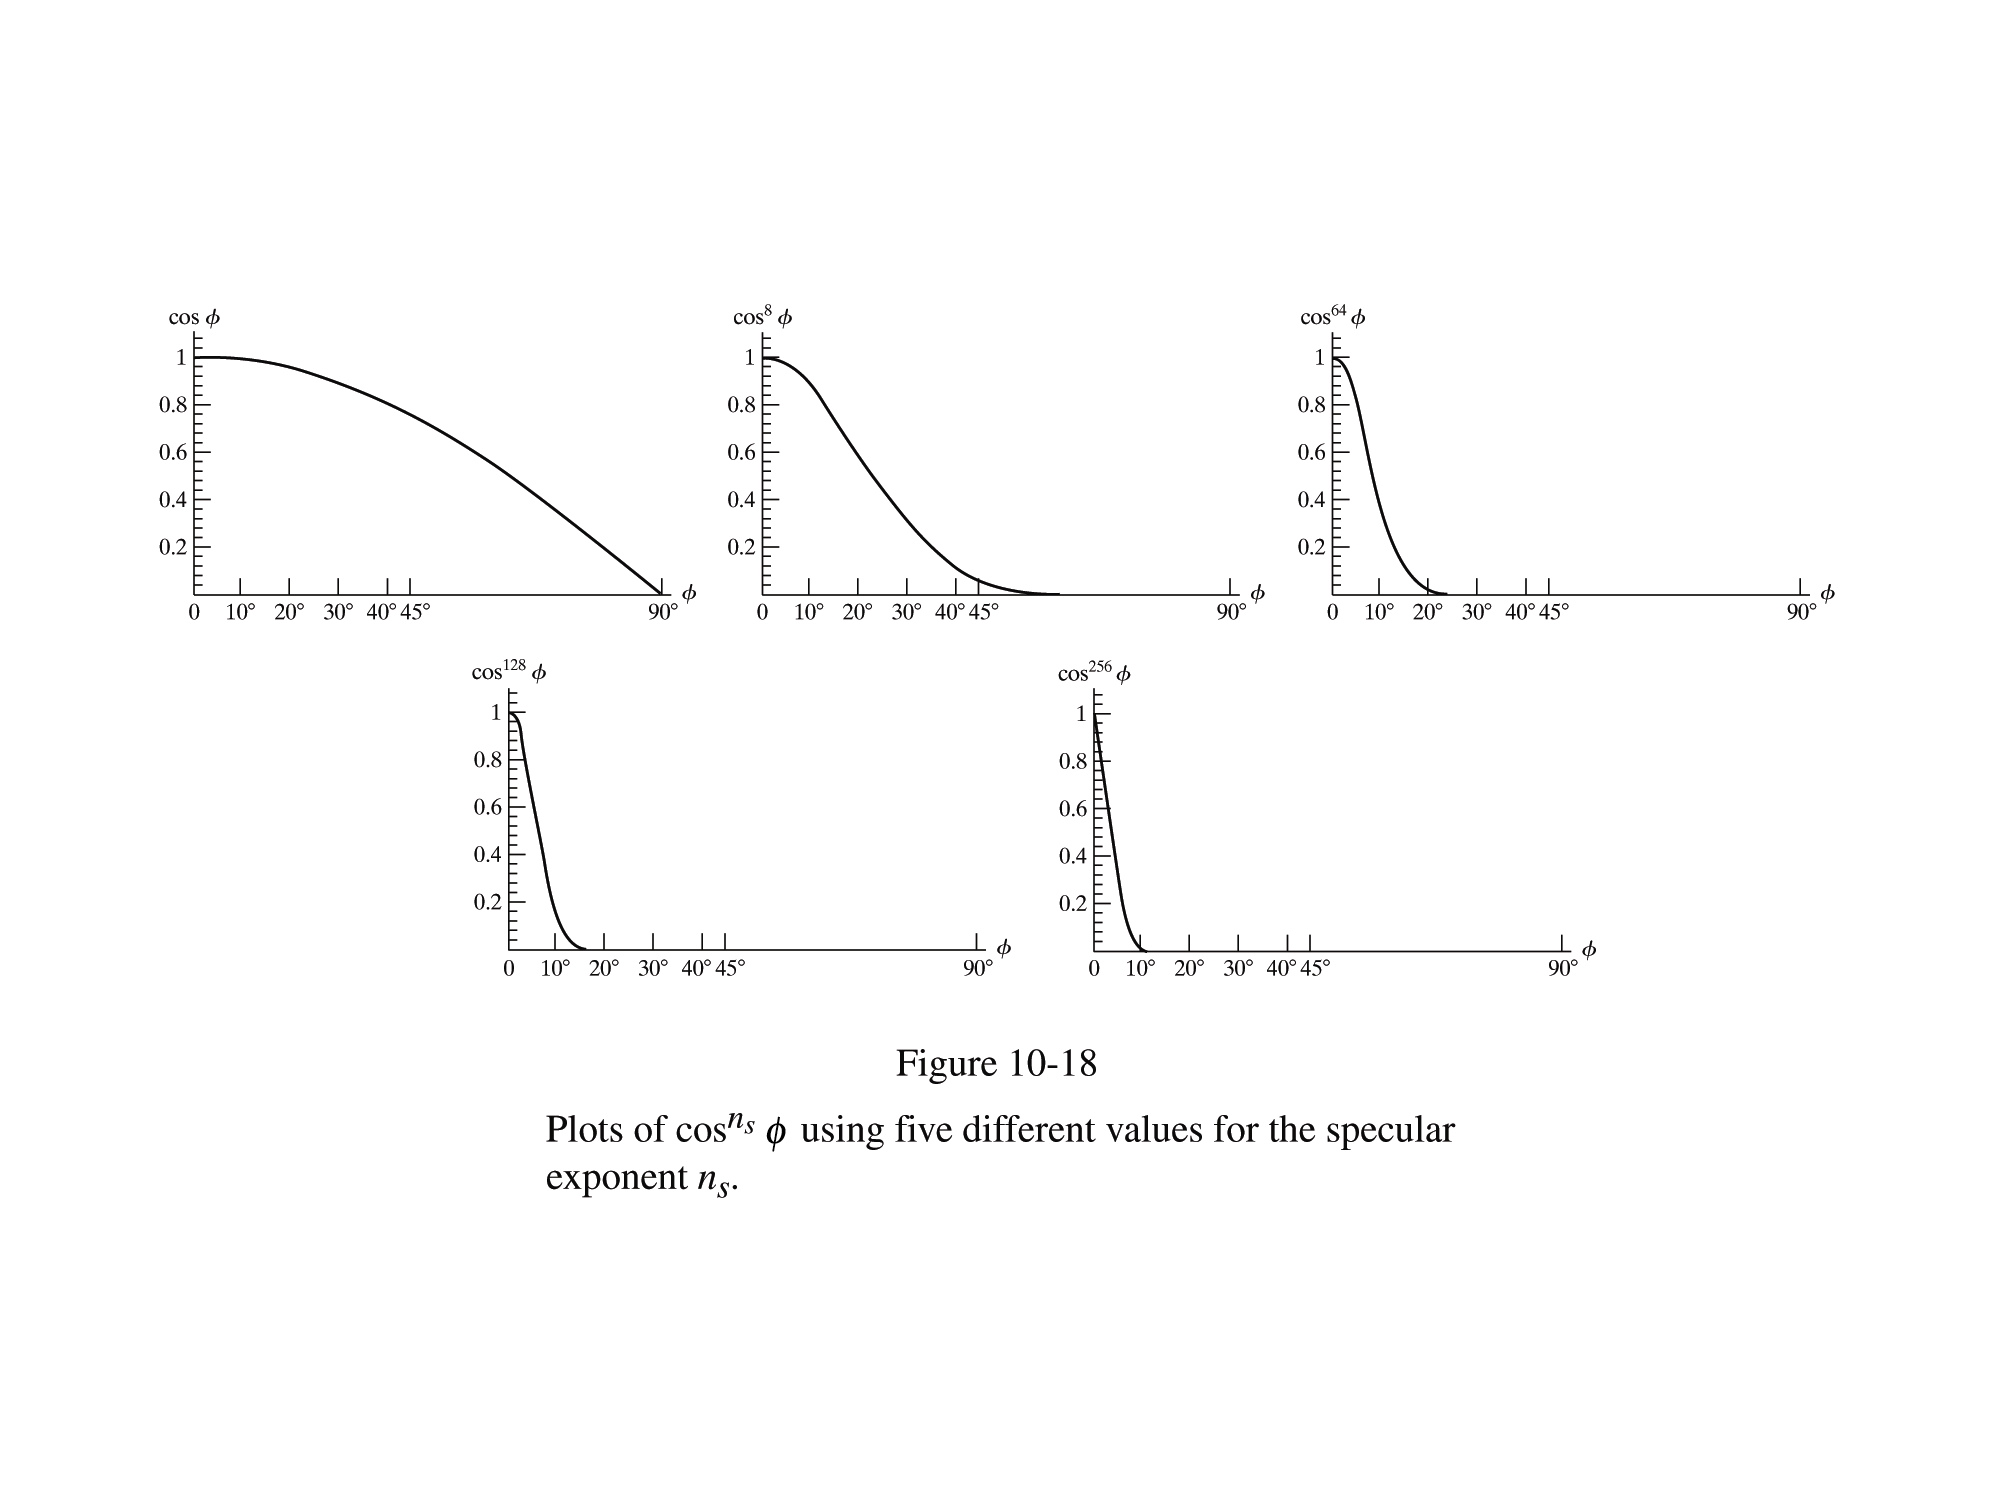 cos ϕ
1
0.8
0.6
0.4
0.2
0 10° 20° 30° 40° 45° 90° ϕ
cos⁸ ϕ
1
0.8
0.6
0.4
0.2
0 10° 20° 30° 40° 45° 90° ϕ
cos⁶⁴ ϕ
1
0.8
0.6
0.4
0.2
0 10° 20° 30° 40° 45° 90° ϕ
cos¹²⁸ ϕ
1
0.8
0.6
0.4
0.2
0 10° 20° 30° 40° 45° 90° ϕ
cos²⁵⁶ ϕ
1
0.8
0.6
0.4
0.2
0 10° 20° 30° 40° 45° 90° ϕ
Figure 10-18
Plots of cosⁿₛ ϕ using five different values for the specular
exponent nₛ.